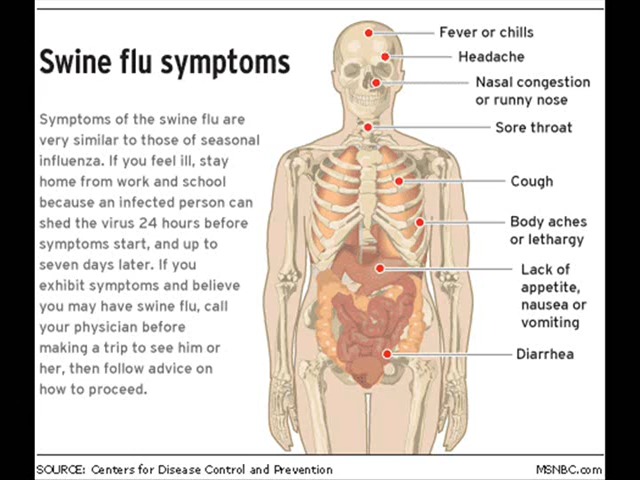 Swine flu symptoms
Symptoms of the swine flu are
very similar to those of seasonal
influenza. If you feel ill, stay
home from work and school
because an infected person can
shed the virus 24 hours before
symptoms start, and up to
seven days later. If you
exhibit symptoms and believe
you may have swine flu, call
your physician before
making a trip to see him or
her, then follow advice on
how to proceed.
Fever or chills
Headache
Nasal congestion
or runny nose
Sore throat
Cough
Body aches
or lethargy
Lack of
appetite,
nausea or
vomiting
Diarrhea
SOURCE: Centers for Disease Control and Prevention
MSNBC.com